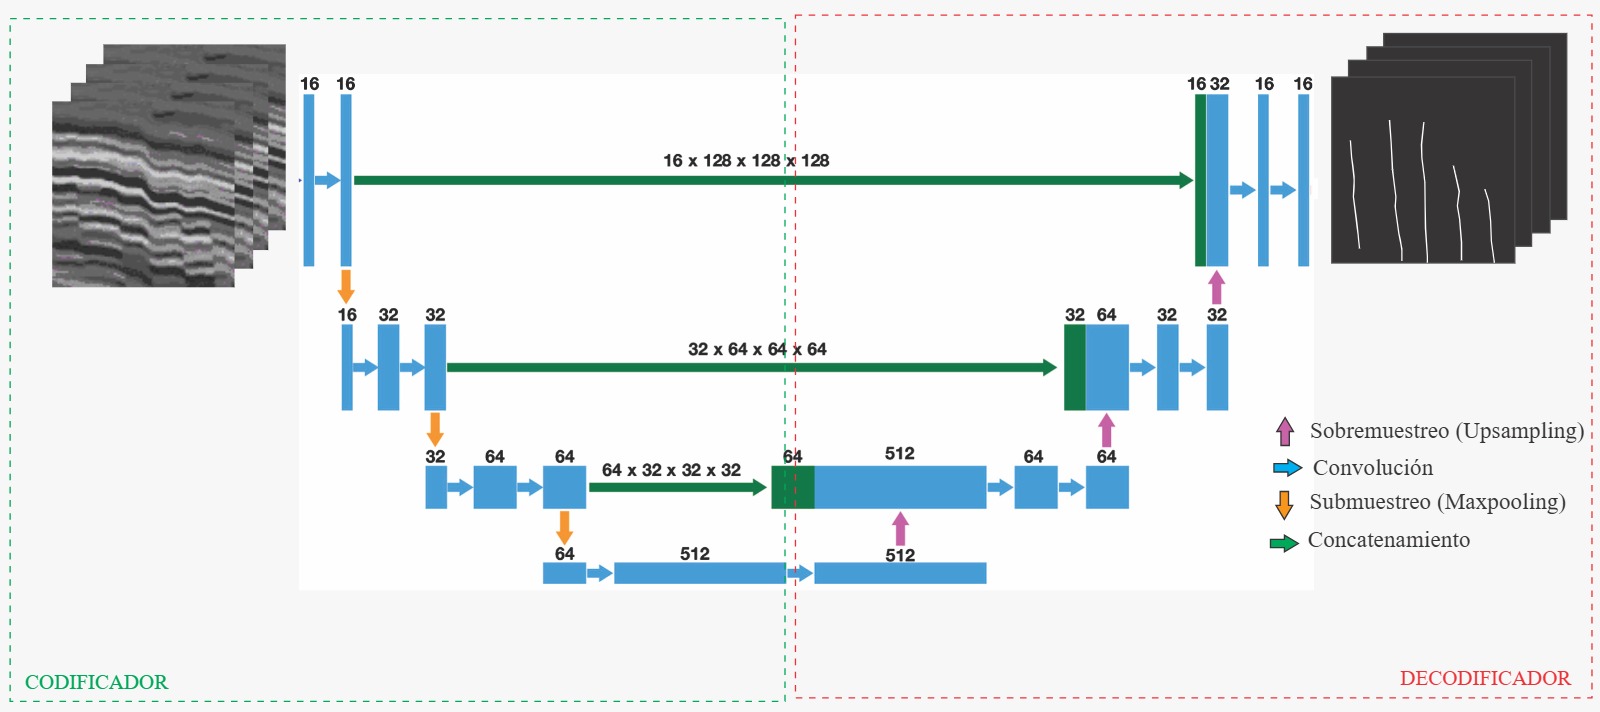 16 16
16 32 16 16
16 x 128 x 128 x 128
16 32 32
32 64 32 32
32 x 64 x 64 x 64
32 64 64
64 x 32 x 32 x 32
64 512 64 64
64 512 512
Sobremuestreo (Upsampling)
Convolución
Submuestreo (Maxpooling)
Concatenamiento
CODIFICADOR
DECODIFICADOR